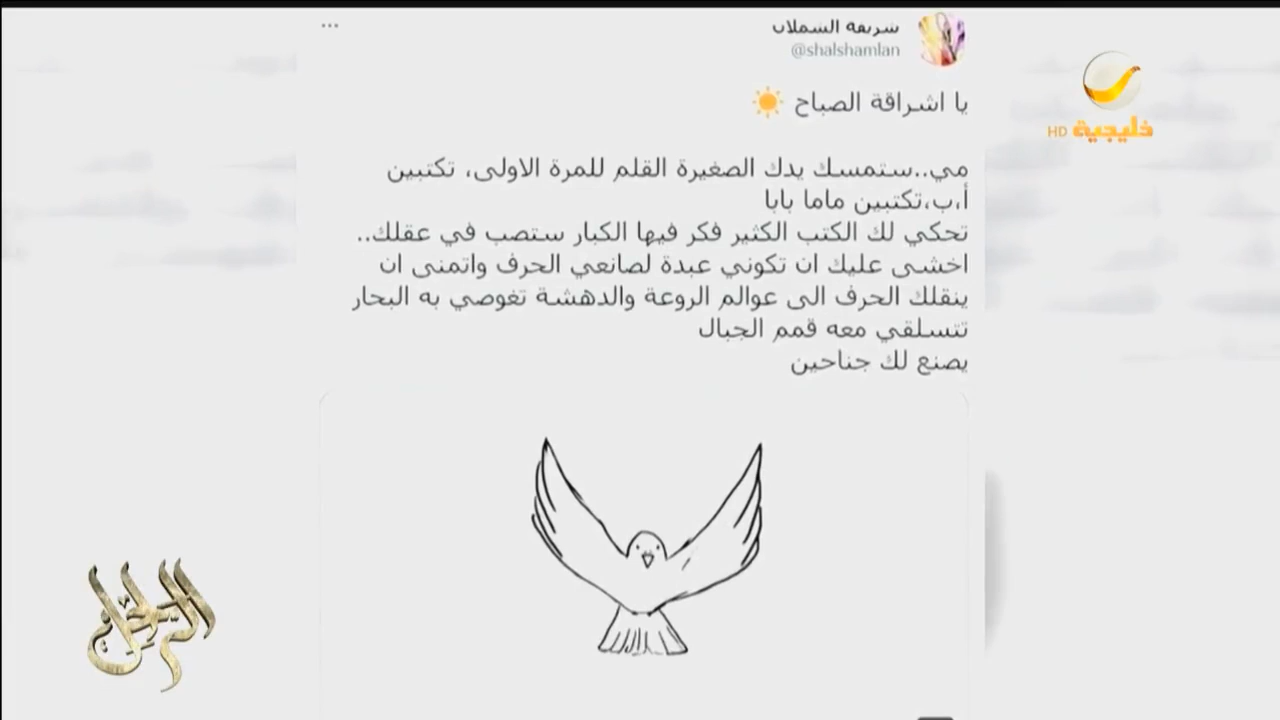 شريفة الشملان
@shalshamlan
...
خليجية HD
يا اشراقة الصباح ☀
مي..ستمسك يدك الصغيرة القلم للمرة الاولى، تكتبين
أ،ب،تكتبين ماما بابا
تحكي لك الكتب الكثير فكر فيها الكبار ستصب في عقلك..
اخشى عليك ان تكوني عبدة لصانعي الحرف واتمنى ان
ينقلك الحرف الى عوالم الروعة والدهشة تغوصي به البحار
تتسلقي معه قمم الجبال
يصنع لك جناحين
الراحل